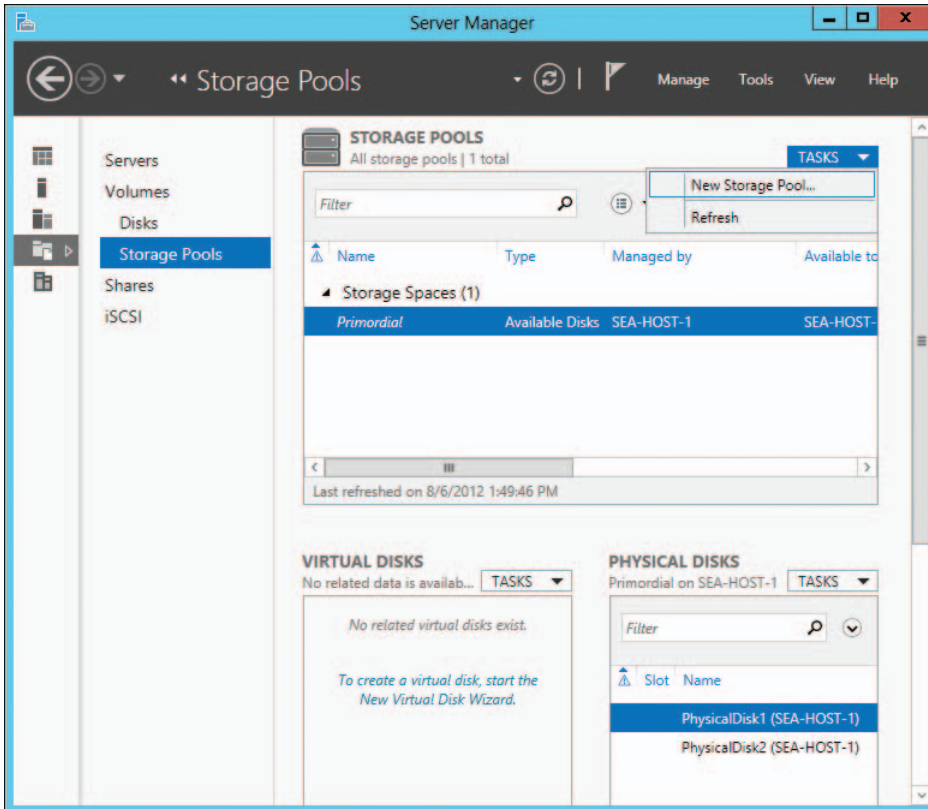 Server Manager
Storage Pools
Manage Tools View Help
Servers
Volumes
Disks
Storage Pools
Shares
iSCSI
STORAGE POOLS
All storage pools | 1 total
TASKS
New Storage Pool...
Refresh
Filter
Name Type Managed by Available to
Storage Spaces (1)
Primordial Available Disks SEA-HOST-1 SEA-HOST-
Last refreshed on 8/6/2012 1:49:46 PM
VIRTUAL DISKS
No related data is availab... TASKS
No related virtual disks exist.
To create a virtual disk, start the
New Virtual Disk Wizard.
PHYSICAL DISKS
Primordial on SEA-HOST-1 TASKS
Filter
Slot Name
PhysicalDisk1 (SEA-HOST-1)
PhysicalDisk2 (SEA-HOST-1)